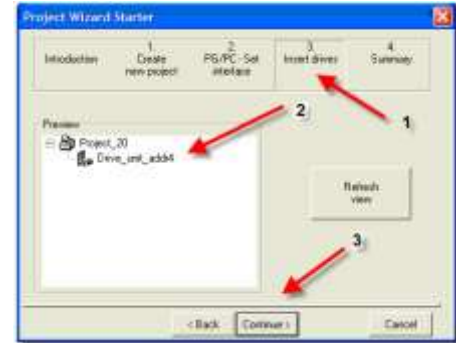 Project Wizard Starter
Introduction
1.
Create
new project
2.
PG/PC - Set
interface
3.
Insert drives
4.
Summary
2
1
Preview
Project_20
Drive_unit_addr4
Refresh
view
3
< Back
Continue >
Cancel